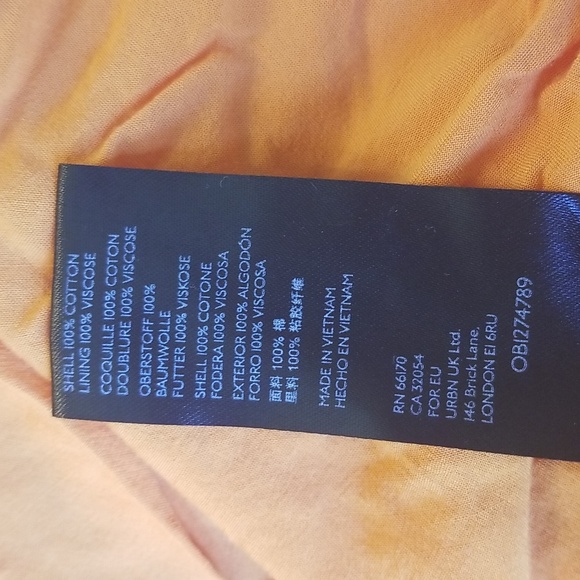 SHELL 100% COTTON
LINING 100% VISCOSE
COQUILLE 100% COTON
DOUBLURE 100% VISCOSE
OBERSTOFF 100%
BAUMWOLLE
FUTTER 100% VISKOSE
SHELL 100% COTONE
FODERA 100% VISCOSA
EXTERIOR 100% ALGODÓN
FORRO 100% VISCOSA
面料 100% 棉
里料 100% 粘胶纤维
MADE IN VIETNAM
HECHO EN VIETNAM
RN 66170
CA 32054
FOR EU
URBN UK Ltd.
146 Brick Lane,
LONDON E1 6RU
OB1274789